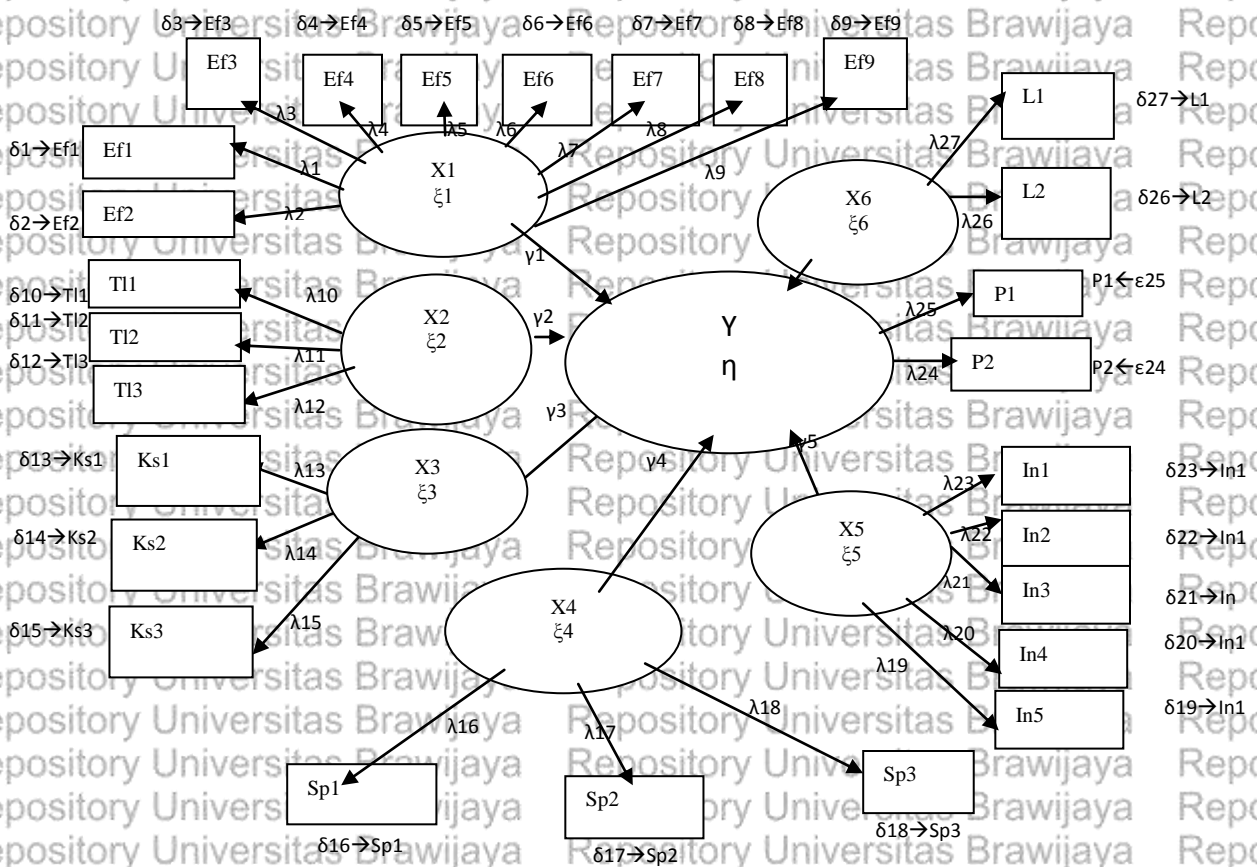 δ3→Ef3 δ4→Ef4 δ5→Ef5 δ6→Ef6 δ7→Ef7 δ8→Ef8 δ9→Ef9
Ef3 Ef4 Ef5 Ef6 Ef7 Ef8 Ef9
λ3 λ4 λ5 λ6 λ7 λ8 λ9
δ1→Ef1 Ef1 λ1
δ2→Ef2 Ef2 λ2
X1
ξ1
γ1
L1 δ27→L1
λ27
L2 δ26→L2
λ26
X6
ξ6
δ10→Tl1 Tl1 λ10
δ11→Tl2 Tl2 λ11
δ12→Tl3 Tl3 λ12
X2
ξ2
γ2
Y
η
λ25 P1 P1←ε25
λ24 P2 P2←ε24
γ3
δ13→Ks1 Ks1 λ13
δ14→Ks2 Ks2 λ14
δ15→Ks3 Ks3 λ15
X3
ξ3
γ4
γ5
X5
ξ5
λ23 In1 δ23→In1
λ22 In2 δ22→In1
λ21 In3 δ21→In
λ20 In4 δ20→In1
λ19 In5 δ19→In1
X4
ξ4
λ16 λ17 λ18
Sp1 Sp2 Sp3
δ16→Sp1 δ17→Sp2 δ18→Sp3
Repository Universitas Brawijaya